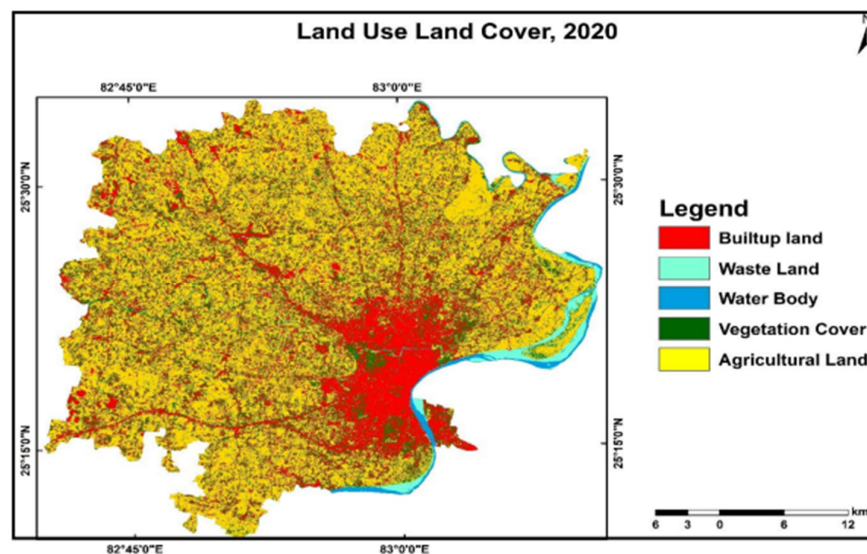 Land Use Land Cover, 2020
N
82°45'0"E 83°0'0"E
25°30'0"N 25°30'0"N
Legend
Builtup land
Waste Land
Water Body
Vegetation Cover
Agricultural Land
25°15'0"N 25°15'0"N
km
6 3 0 6 12
82°45'0"E 83°0'0"E